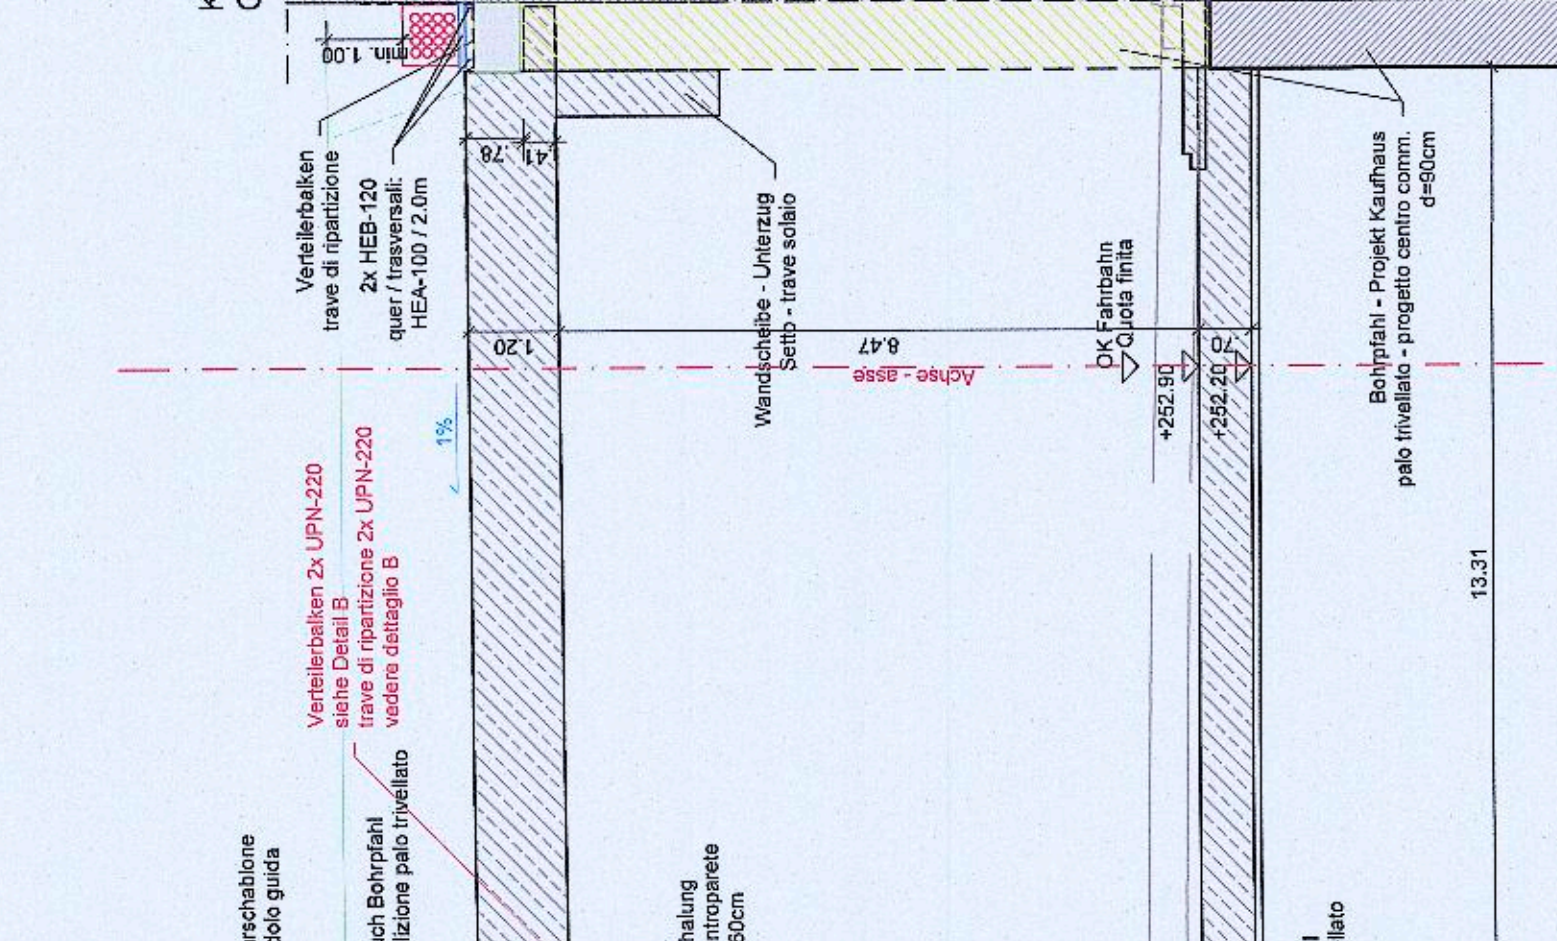 min. 1.00
Verteilerbalken
trave di ripartizione
2x HEB-120
quer / trasversali:
HEA-100 / 2.0m
.78
.41
Wandscheibe - Unterzug
Setto - trave solaio
OK Fahrbahn
Quota finita
Bohrpfahl - Projekt Kaufhaus
palo trivellato - progetto centro comm.
d=90cm
1.20
8.47
.70
Achse - asse
+252.90
+252.20
1%
Verteilerbalken 2x UPN-220
siehe Detail B
trave di ripartizione 2x UPN-220
vedere dettaglio B
13.31
rschablone
dolo guida
uch Bohrpfahl
lizione palo trivellato
halung
ntroparete
60cm
llato